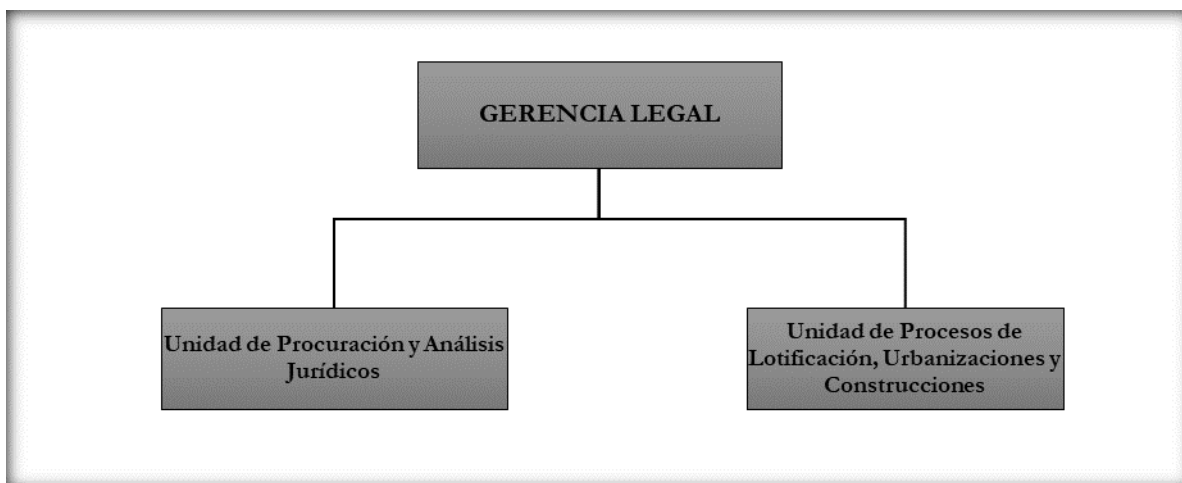 GERENCIA LEGAL
Unidad de Procuración y Análisis
Jurídicos
Unidad de Procesos de
Lotificación, Urbanizaciones y
Construcciones